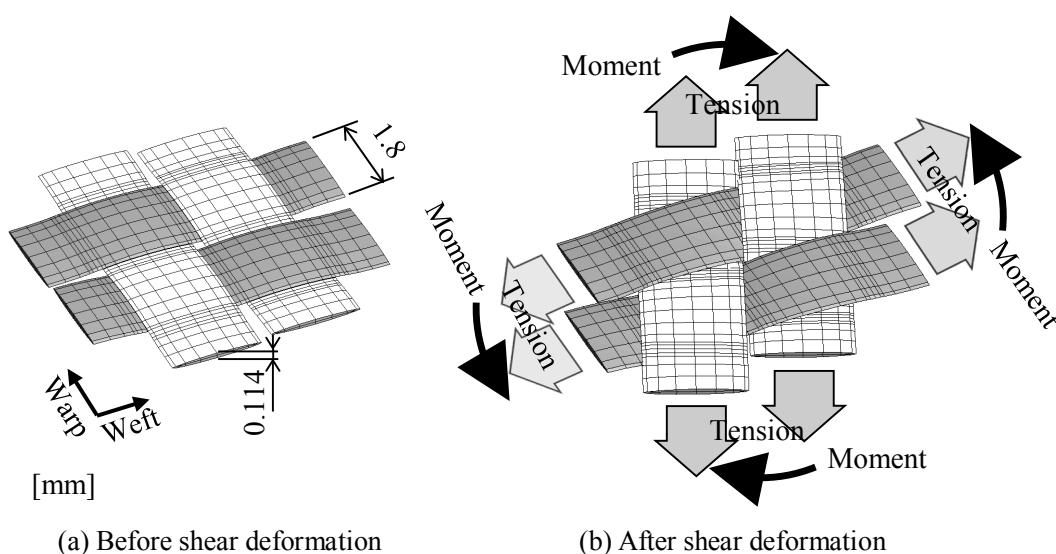 1.8
Warp
Weft
0.114
[mm]
(a) Before shear deformation
Moment
Tension
Tension
Moment
Moment
Tension
Tension
Moment
(b) After shear deformation